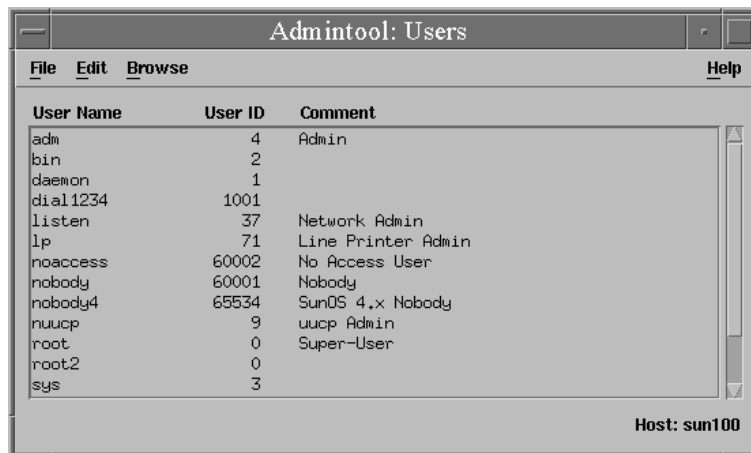 Admintool: Users
File Edit Browse Help
User Name User ID Comment
adm 4 Admin
bin 2
daemon 1
dial1234 1001
listen 37 Network Admin
lp 71 Line Printer Admin
noaccess 60002 No Access User
nobody 60001 Nobody
nobody4 65534 SunOS 4.x Nobody
nuucp 9 uucp Admin
root 0 Super-User
root2 0
sys 3
Host: sun100